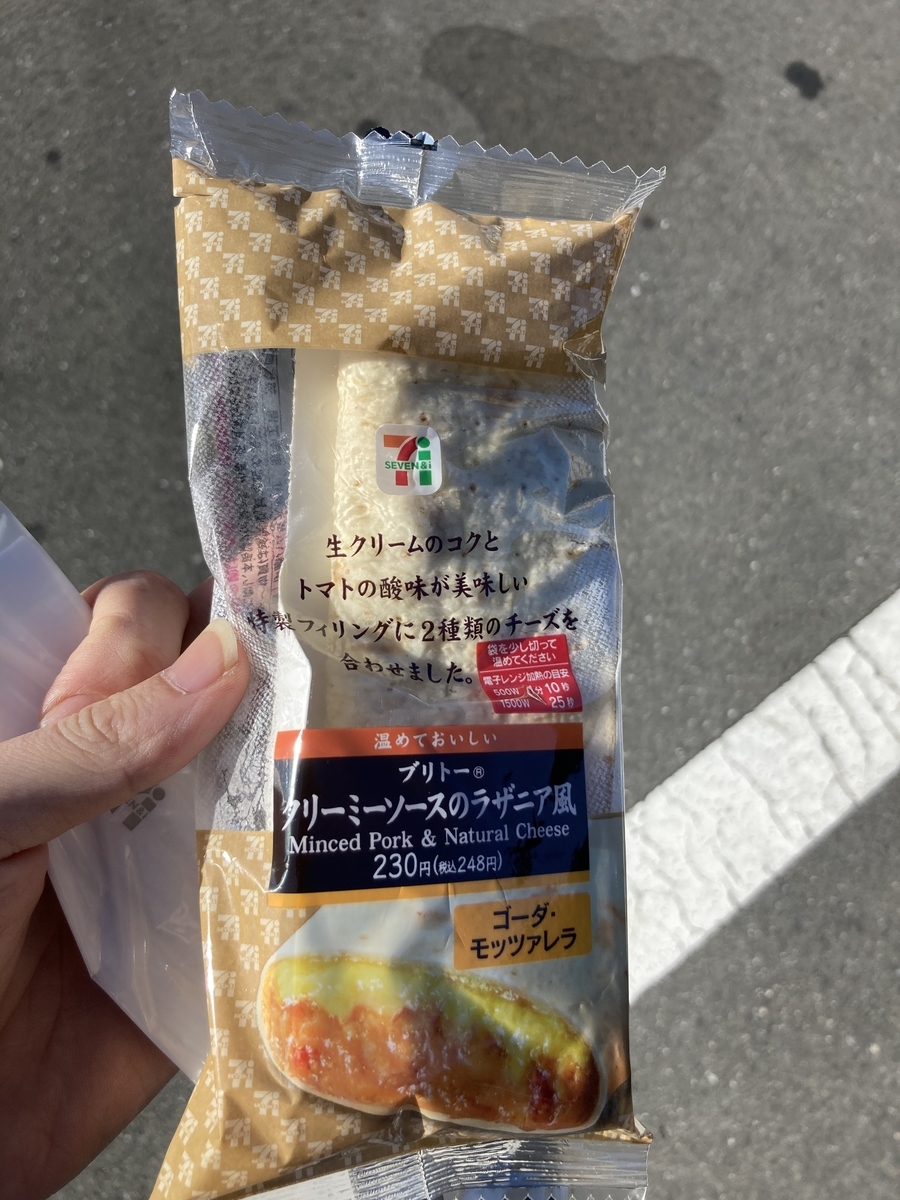 7i
SEVEN&i
生クリームのコクと
トマトの酸味が美味しい
特製フィリングに2種類のチーズを
合わせました。
袋を少し切って
温めてください
電子レンジ加熱の目安
500W 分10秒
1500W 25秒
温めておいしい
ブリトー®
クリーミーソースのラザニア風
Minced Pork & Natural Cheese
230円(税込248円)
ゴーダ・
モッツァレラ